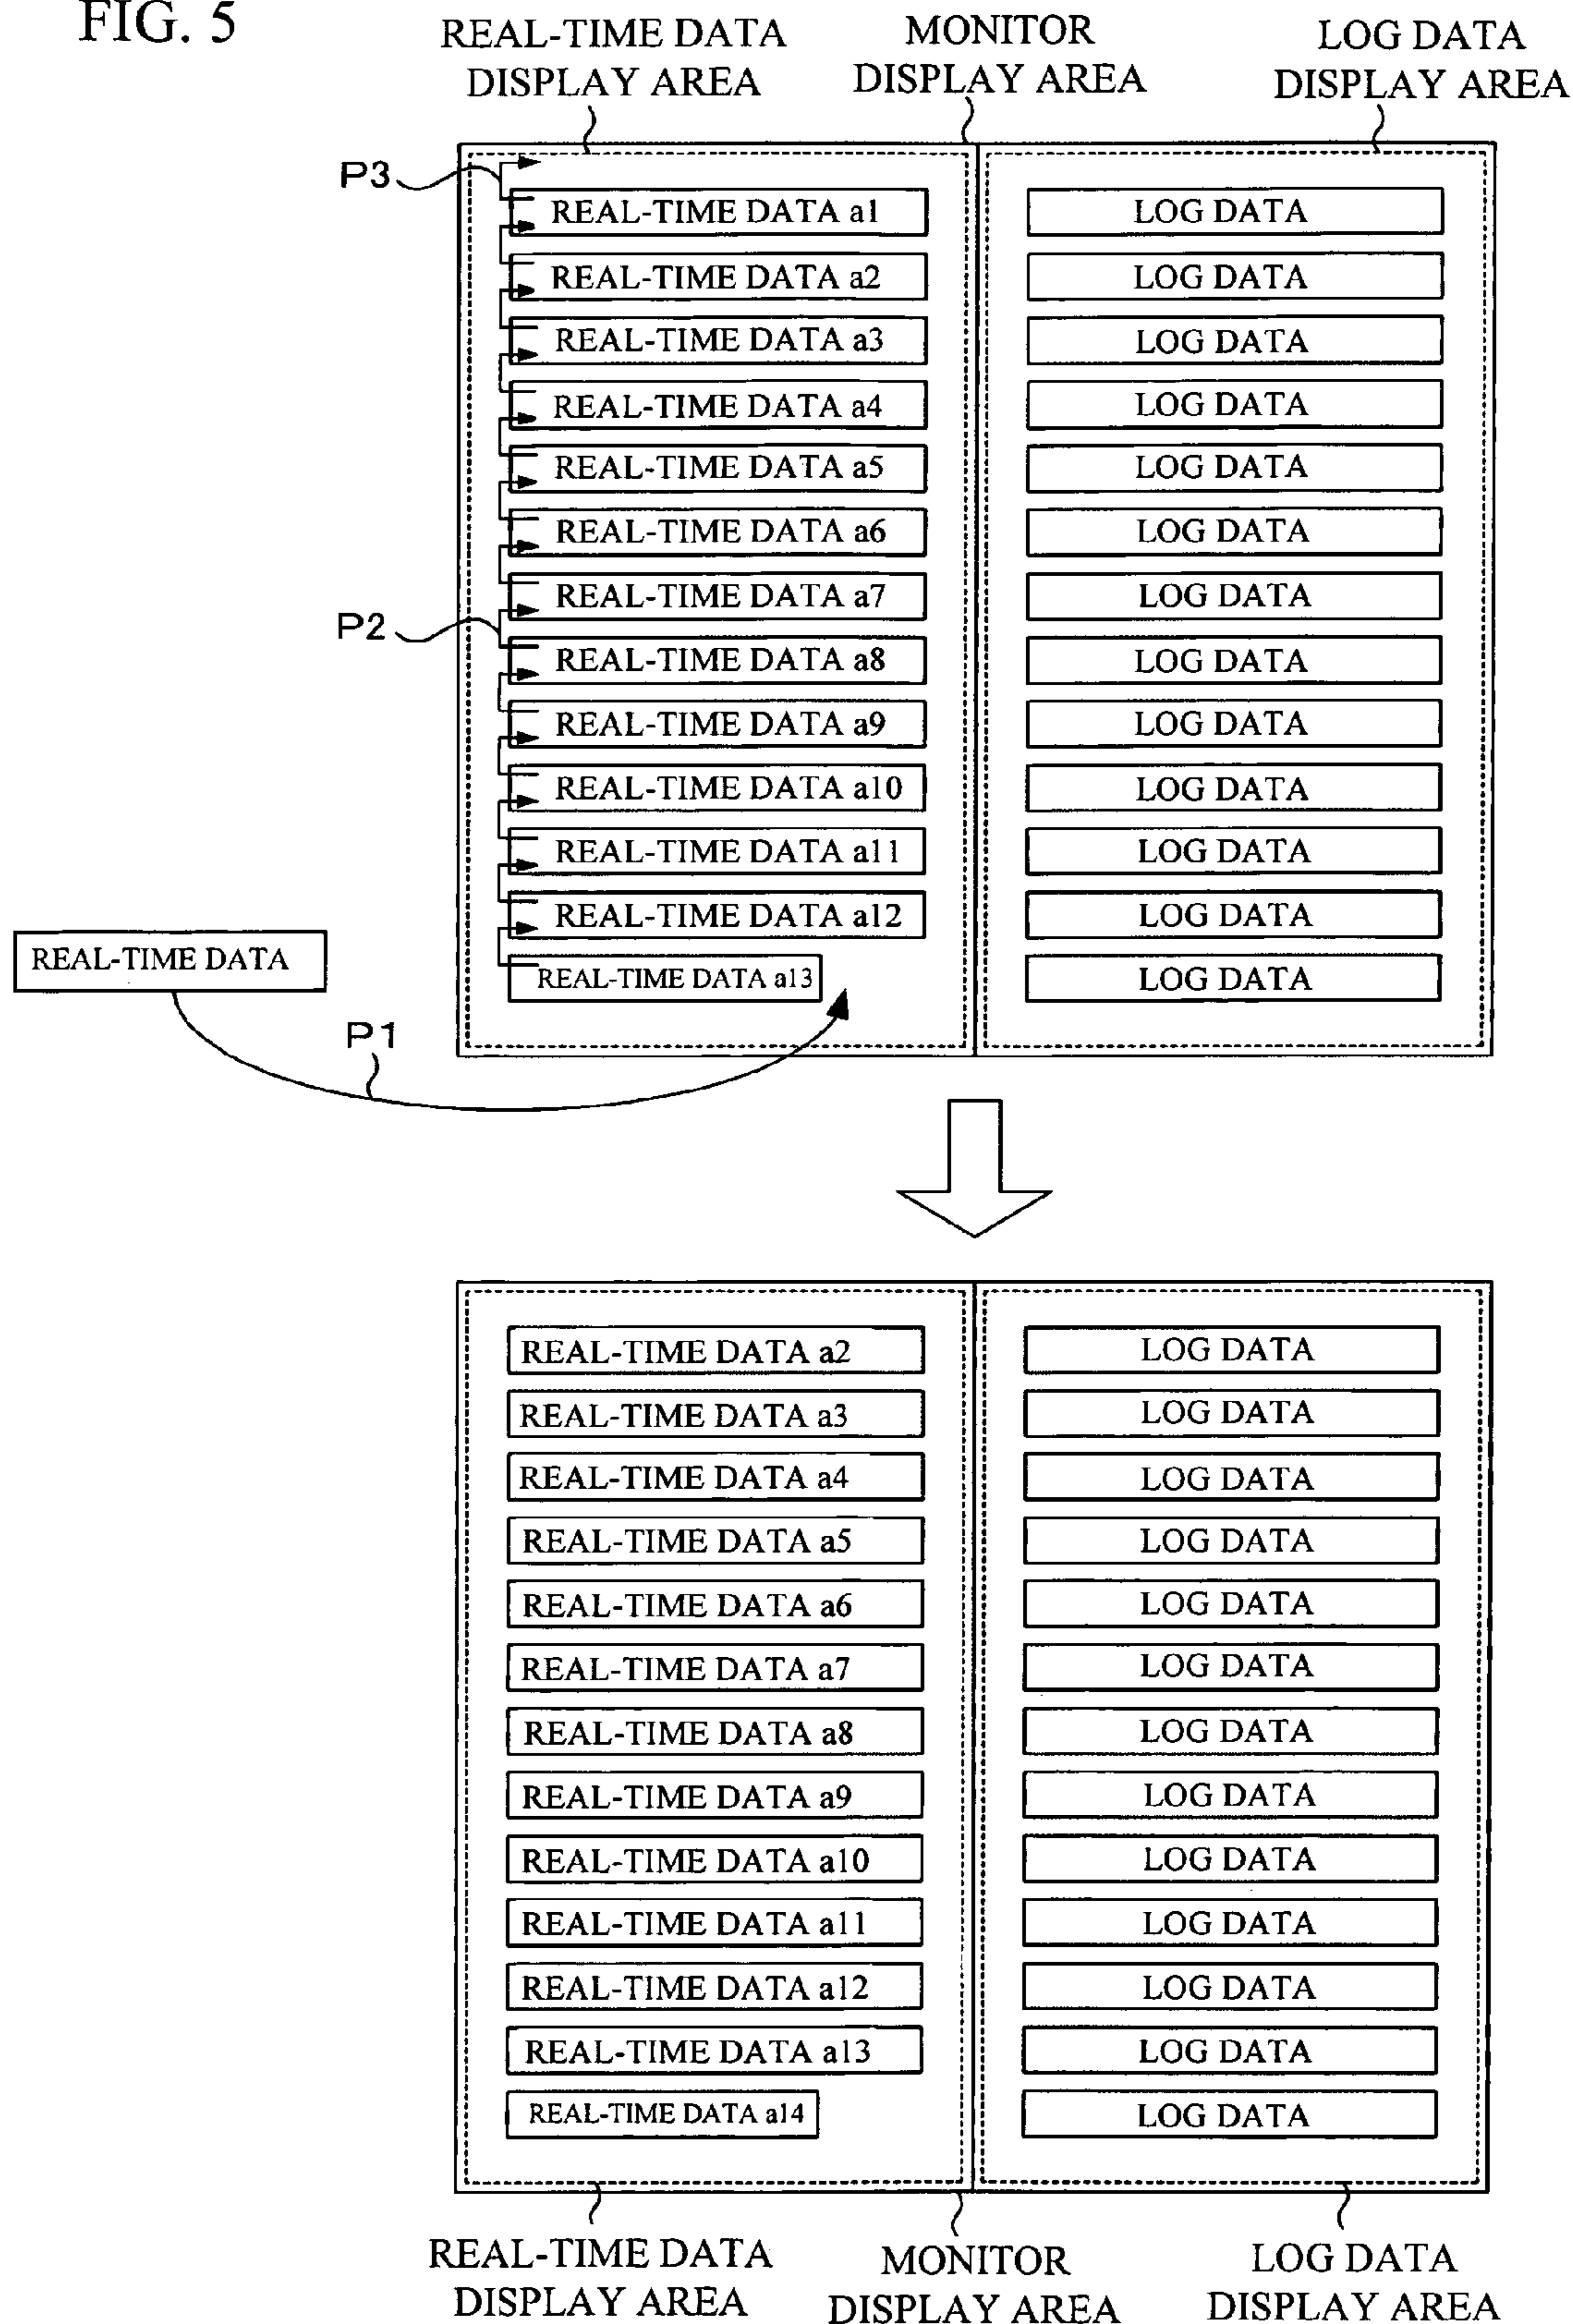 FIG. 5
REAL-TIME DATA
DISPLAY AREA
MONITOR
DISPLAY AREA
LOG DATA
DISPLAY AREA
P3
REAL-TIME DATA a1
LOG DATA
REAL-TIME DATA a2
LOG DATA
REAL-TIME DATA a3
LOG DATA
REAL-TIME DATA a4
LOG DATA
REAL-TIME DATA a5
LOG DATA
REAL-TIME DATA a6
LOG DATA
REAL-TIME DATA a7
LOG DATA
P2
REAL-TIME DATA a8
LOG DATA
REAL-TIME DATA a9
LOG DATA
REAL-TIME DATA a10
LOG DATA
REAL-TIME DATA a11
LOG DATA
REAL-TIME DATA a12
LOG DATA
REAL-TIME DATA
REAL-TIME DATA a13
LOG DATA
P1
REAL-TIME DATA a2
LOG DATA
REAL-TIME DATA a3
LOG DATA
REAL-TIME DATA a4
LOG DATA
REAL-TIME DATA a5
LOG DATA
REAL-TIME DATA a6
LOG DATA
REAL-TIME DATA a7
LOG DATA
REAL-TIME DATA a8
LOG DATA
REAL-TIME DATA a9
LOG DATA
REAL-TIME DATA a10
LOG DATA
REAL-TIME DATA a11
LOG DATA
REAL-TIME DATA a12
LOG DATA
REAL-TIME DATA a13
LOG DATA
REAL-TIME DATA a14
LOG DATA
REAL-TIME DATA
DISPLAY AREA
MONITOR
DISPLAY AREA
LOG DATA
DISPLAY AREA